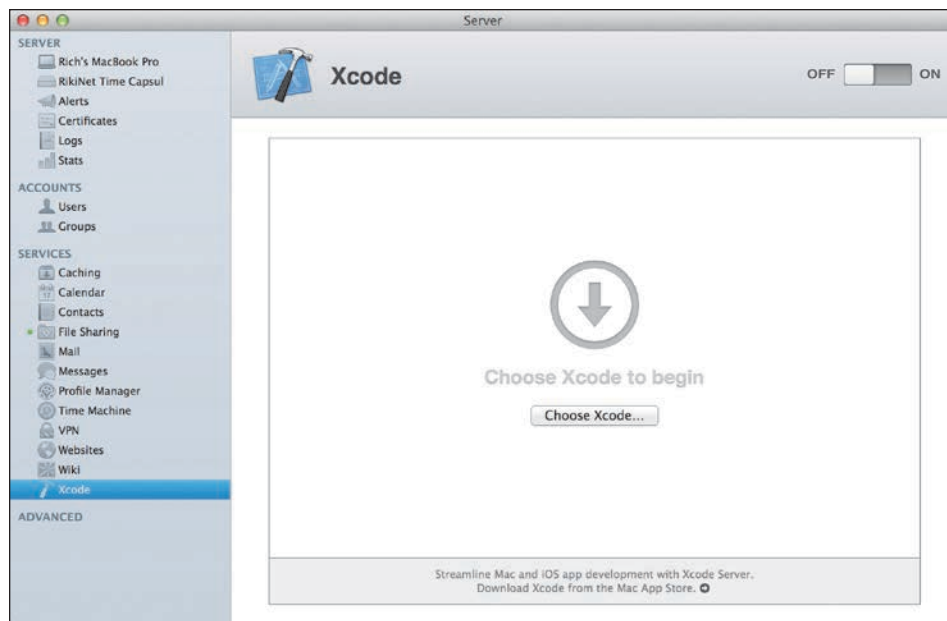 Server
SERVER
Rich's MacBook Pro
RikiNet Time Capsul
Alerts
Certificates
Logs
Stats
ACCOUNTS
Users
Groups
SERVICES
Caching
Calendar
Contacts
File Sharing
Mail
Messages
Profile Manager
Time Machine
VPN
Websites
Wiki
Xcode
ADVANCED
Xcode
OFF ON
Choose Xcode to begin
Choose Xcode...
Streamline Mac and iOS app development with Xcode Server.
Download Xcode from the Mac App Store.